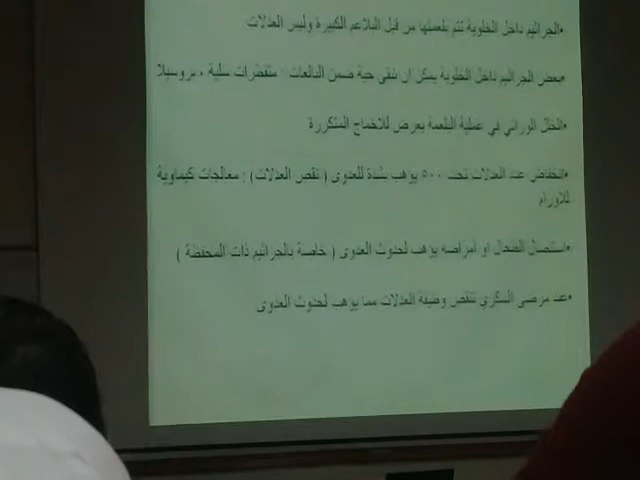 •الجراثيم داخل الخلوية تتم بلعمتها من قبل البلاعم الكبيرة وليس العدلات
•بعض الجراثيم داخل الخلوية يمكن ان تبقى حية ضمن البالعات : متفطرات سلية ، بروسيلا
•الخلل الوراثي في عملية البلعمة يعرض للاخماج المتكررة
•انخفاض عدد العدلات تحت ٥٠٠ يؤهب بشدة للعدوى ( نقص العدلات ) : معالجات كيماوية
للاورام
•استئصال الطحال او أمراضه يؤهب لحدوث العدوى ( خاصة بالجراثيم ذات المحفظة )
•عند مرضى السكري تنقص وظيفة العدلات مما يؤهب لحدوث العدوى